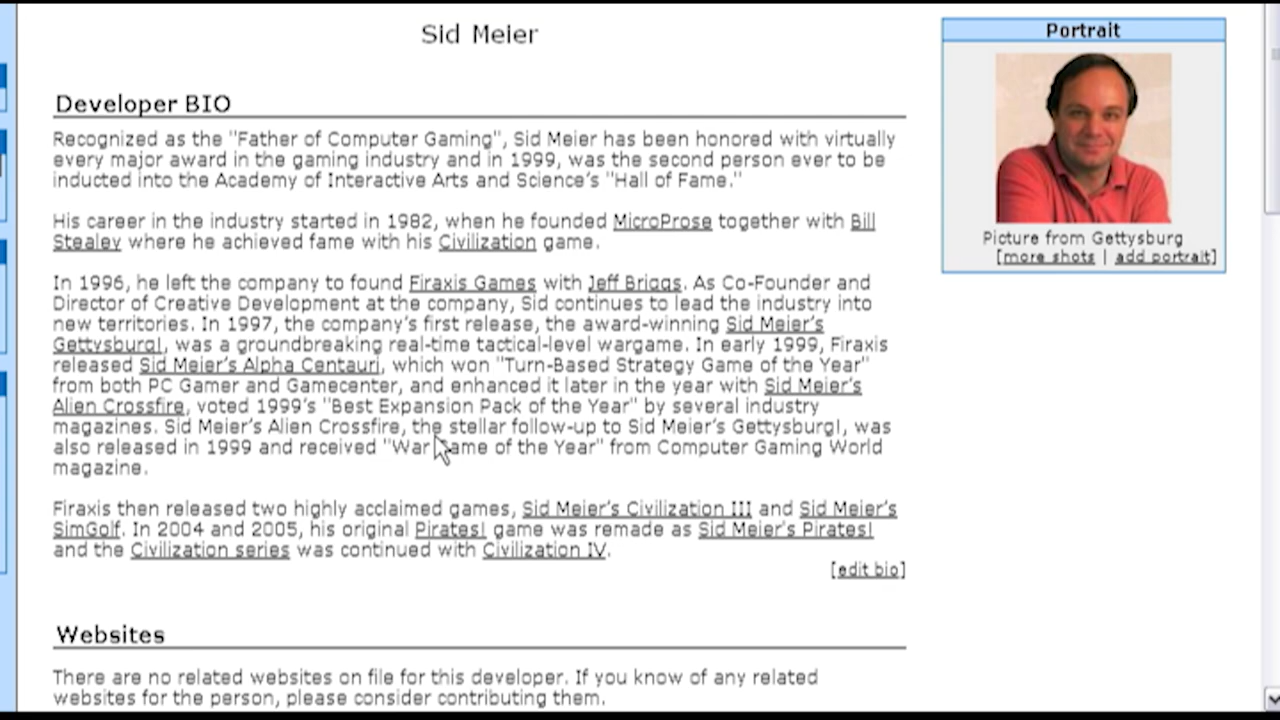 Sid Meier
Portrait
Developer BIO
Recognized as the "Father of Computer Gaming", Sid Meier has been honored with virtually
every major award in the gaming industry and in 1999, was the second person ever to be
inducted into the Academy of Interactive Arts and Science's "Hall of Fame."
His career in the industry started in 1982, when he founded MicroProse together with Bill
Stealey where he achieved fame with his Civilization game.
Picture from Gettysburg
[more shots | add portrait]
In 1996, he left the company to found Firaxis Games with Jeff Briggs. As Co-Founder and
Director of Creative Development at the company, Sid continues to lead the industry into
new territories. In 1997, the company's first release, the award-winning Sid Meier's
Gettysburg!, was a groundbreaking real-time tactical-level wargame. In early 1999, Firaxis
released Sid Meier's Alpha Centauri, which won "Turn-Based Strategy Game of the Year"
from both PC Gamer and Gamecenter, and enhanced it later in the year with Sid Meier's
Alien Crossfire, voted 1999's "Best Expansion Pack of the Year" by several industry
magazines. Sid Meier's Alien Crossfire, the stellar follow-up to Sid Meier's Gettysburg!, was
also released in 1999 and received "War Game of the Year" from Computer Gaming World
magazine.
Firaxis then released two highly acclaimed games, Sid Meier's Civilization III and Sid Meier's
SimGolf. In 2004 and 2005, his original Pirates! game was remade as Sid Meier's Pirates!
and the Civilization series was continued with Civilization IV.
[edit bio]
Websites
There are no related websites on file for this developer. If you know of any related
websites for the person, please consider contributing them.